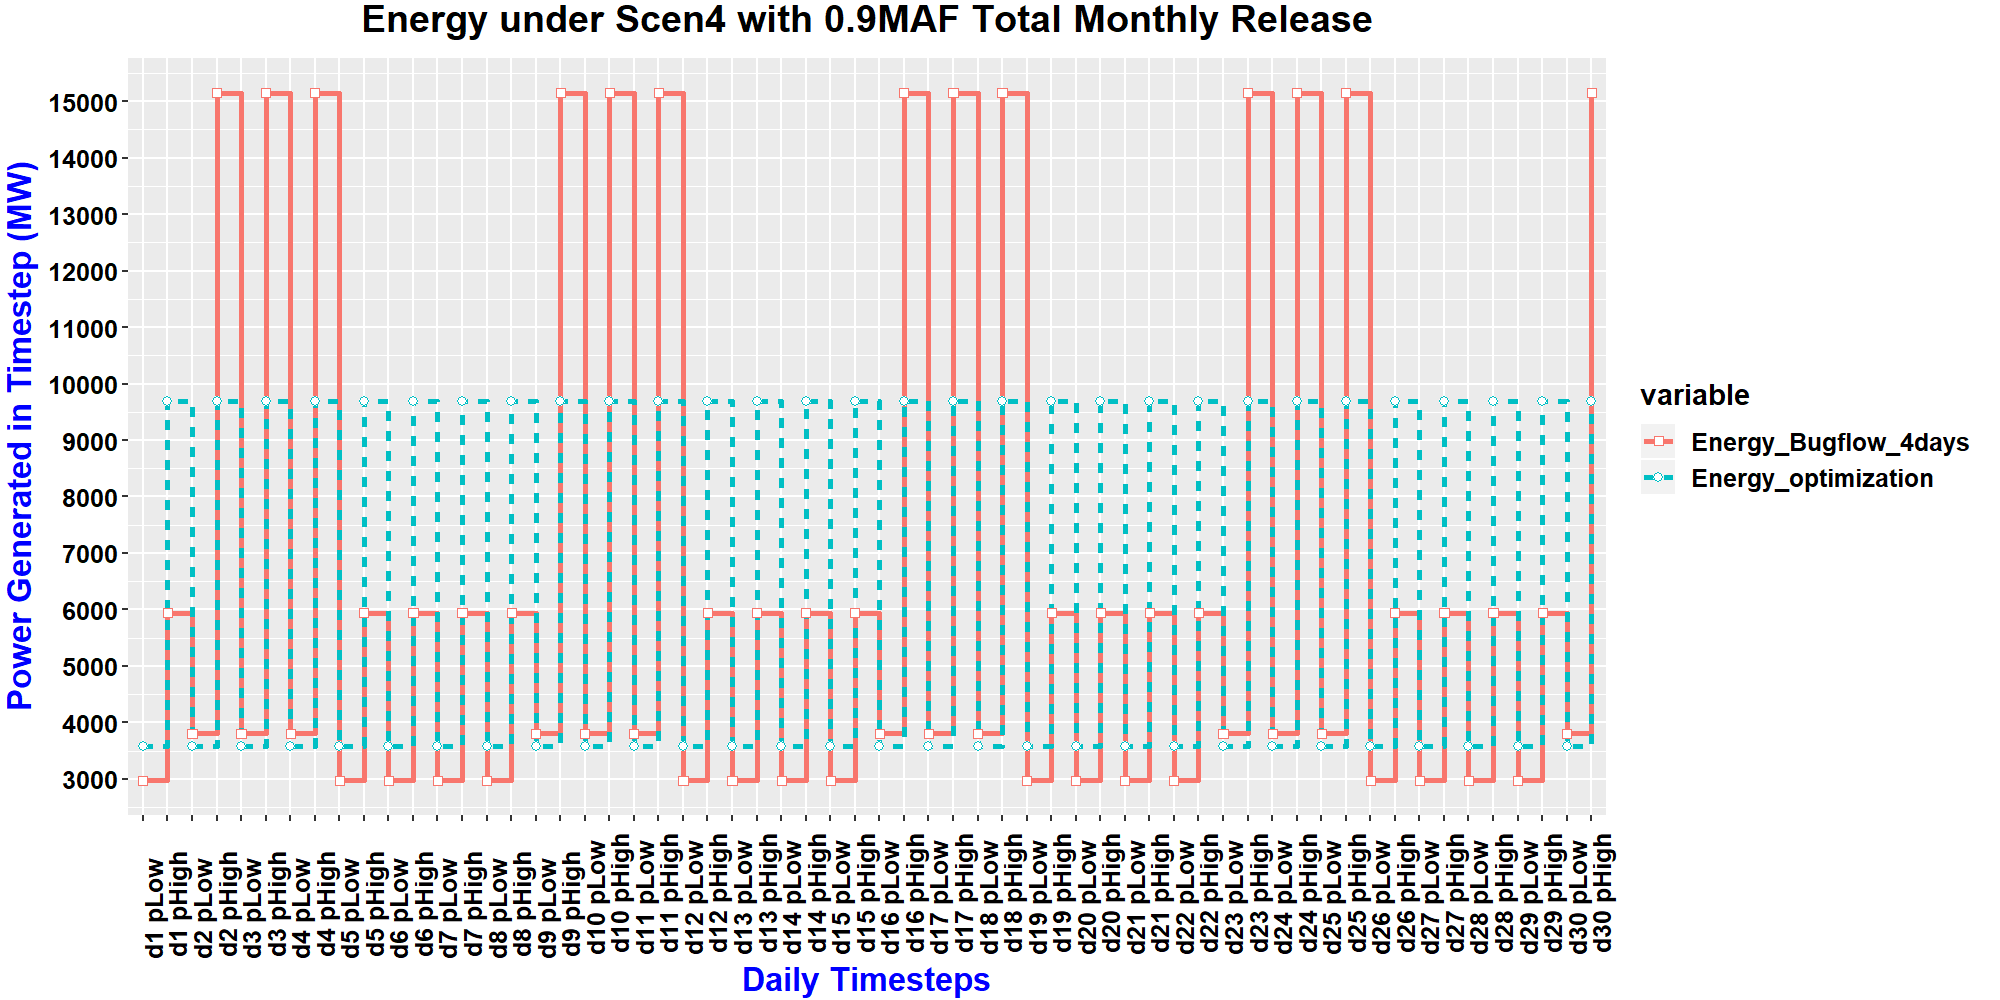 Energy under Scen4 with 0.9MAF Total Monthly Release
Power Generated in Timestep (MW)
15000
14000
13000
12000
11000
10000
9000
8000
7000
6000
5000
4000
3000
d1 pLow
d1 pHigh
d2 pLow
d2 pHigh
d3 pLow
d3 pHigh
d4 pLow
d4 pHigh
d5 pLow
d5 pHigh
d6 pLow
d6 pHigh
d7 pLow
d7 pHigh
d8 pLow
d8 pHigh
d9 pLow
d9 pHigh
d10 pLow
d10 pHigh
d11 pLow
d11 pHigh
d12 pLow
d12 pHigh
d13 pLow
d13 pHigh
d14 pLow
d14 pHigh
d15 pLow
d15 pHigh
d16 pLow
d16 pHigh
d17 pLow
d17 pHigh
d18 pLow
d18 pHigh
d19 pLow
d19 pHigh
d20 pLow
d20 pHigh
d21 pLow
d21 pHigh
d22 pLow
d22 pHigh
d23 pLow
d23 pHigh
d24 pLow
d24 pHigh
d25 pLow
d25 pHigh
d26 pLow
d26 pHigh
d27 pLow
d27 pHigh
d28 pLow
d28 pHigh
d29 pLow
d29 pHigh
d30 pLow
d30 pHigh
Daily Timesteps
variable
Energy_Bugflow_4days
Energy_optimization